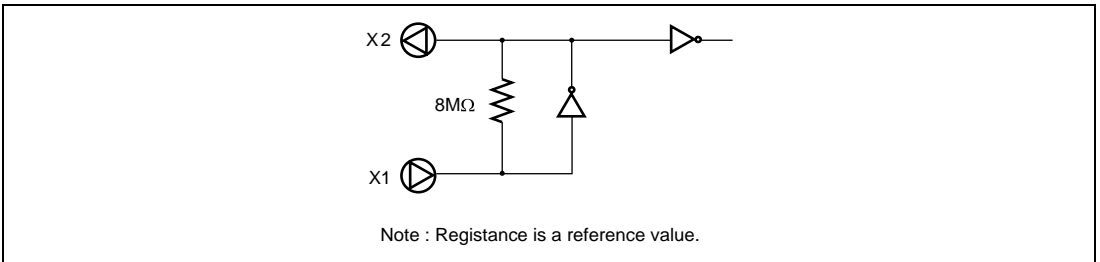 X2
8MΩ
X1
Note : Registance is a reference value.